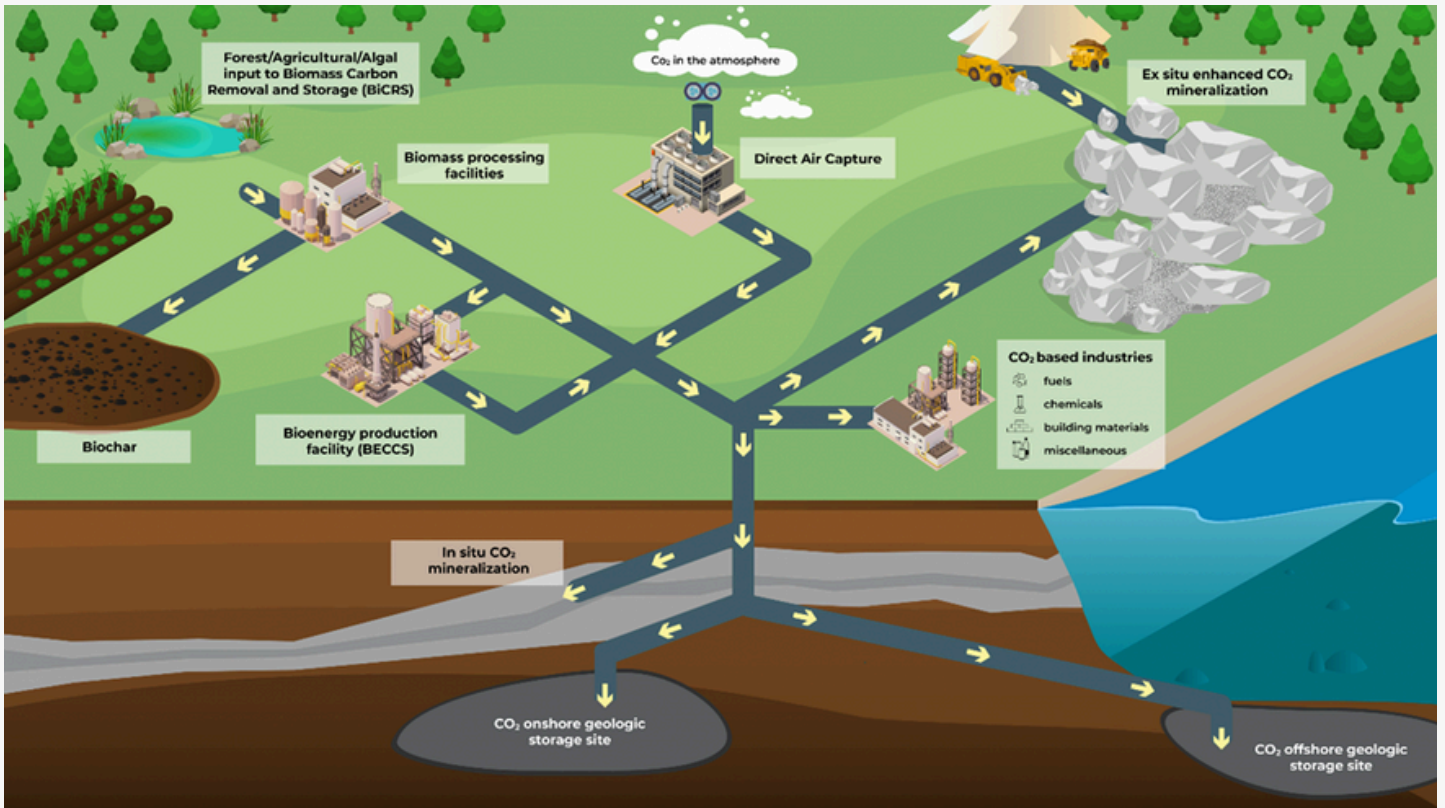 Forest/Agricultural/Algal
input to Biomass Carbon
Removal and Storage (BiCRS)
Co₂ in the atmosphere
Ex situ enhanced CO₂
mineralization
Biomass processing
facilities
Direct Air Capture
CO₂ based industries
fuels
chemicals
building materials
miscellaneous
Biochar
Bioenergy production
facility (BECCS)
In situ CO₂
mineralization
CO₂ onshore geologic
storage site
CO₂ offshore geologic
storage site